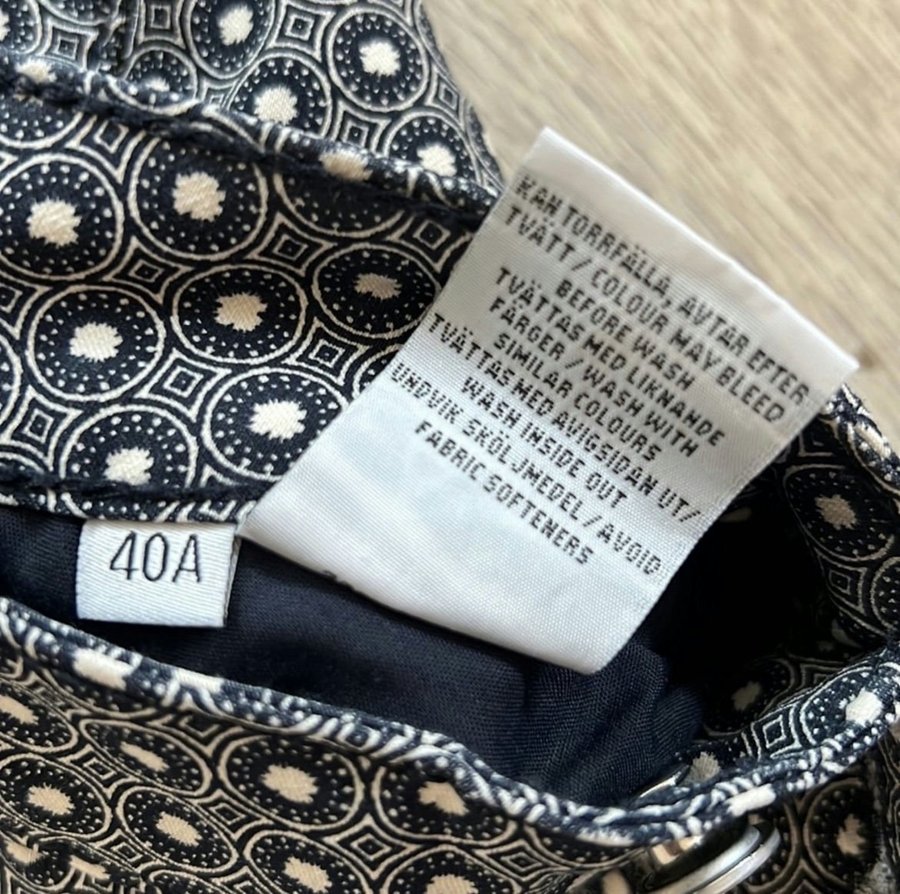 KAN TORRFÄLLA, AVTAR EFTER
TVÄTT/COLOUR MAY BLEED
BEFORE WASH
TVÄTTAS MED LIKNANDE
FÄRGER/WASH WITH
SIMILAR COLOURS
TVÄTTAS MED AVIGSIDAN UT/
WASH INSIDE OUT
UNDVIK SKÖLJMEDEL/AVOID
FABRIC SOFTENERS
40A